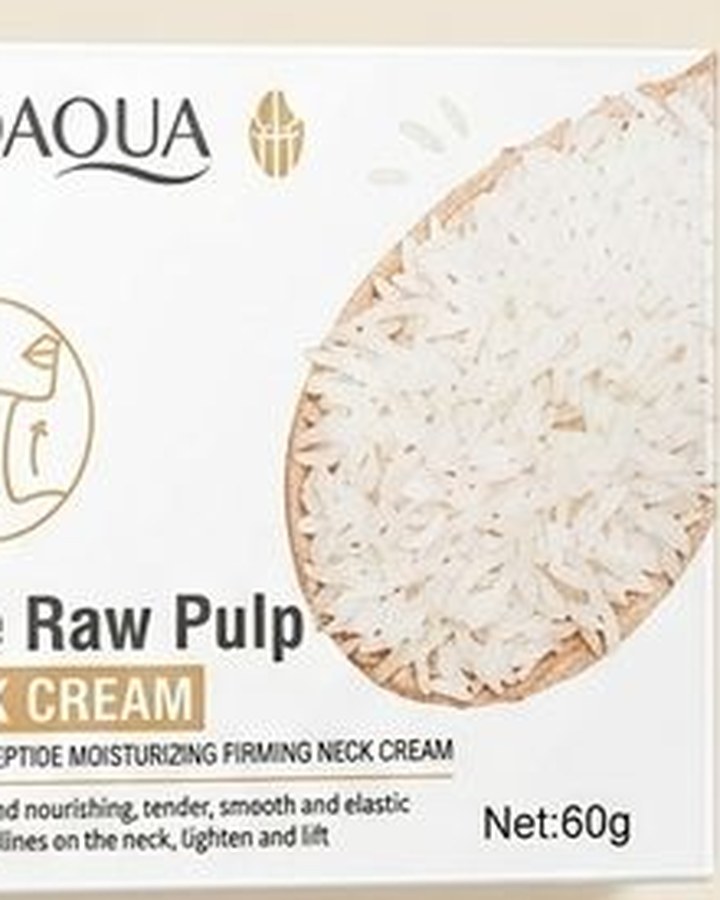 OAQUA
e Raw Pulp
K CREAM
EPTIDE MOISTURIZING FIRMING NECK CREAM
nd nourishing, tender, smooth and elastic
lines on the neck, lighten and lift
Net:60g